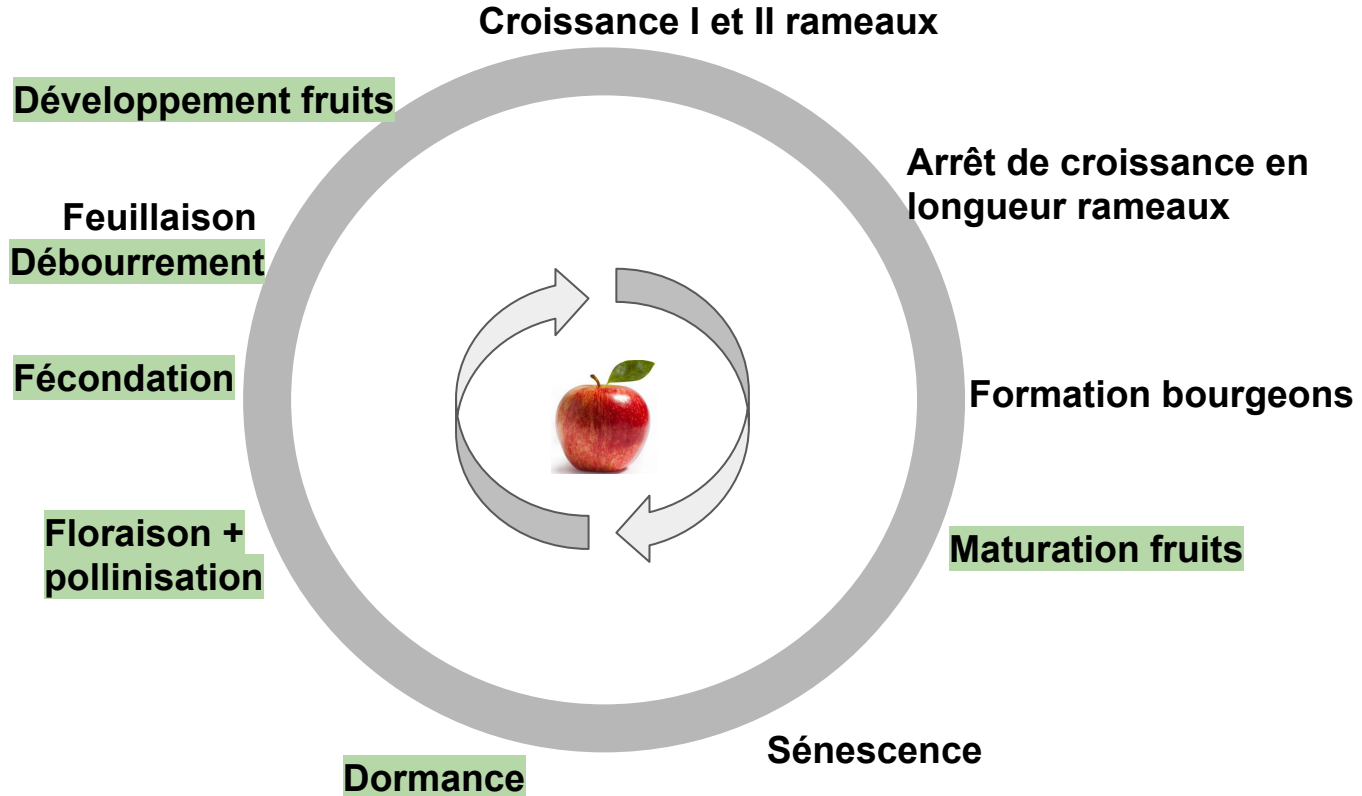 Croissance I et II rameaux
Développement fruits
Arrêt de croissance en
longueur rameaux
Feuillaison
Débourrement
Fécondation
Formation bourgeons
Floraison +
pollinisation
Maturation fruits
Sénescence
Dormance